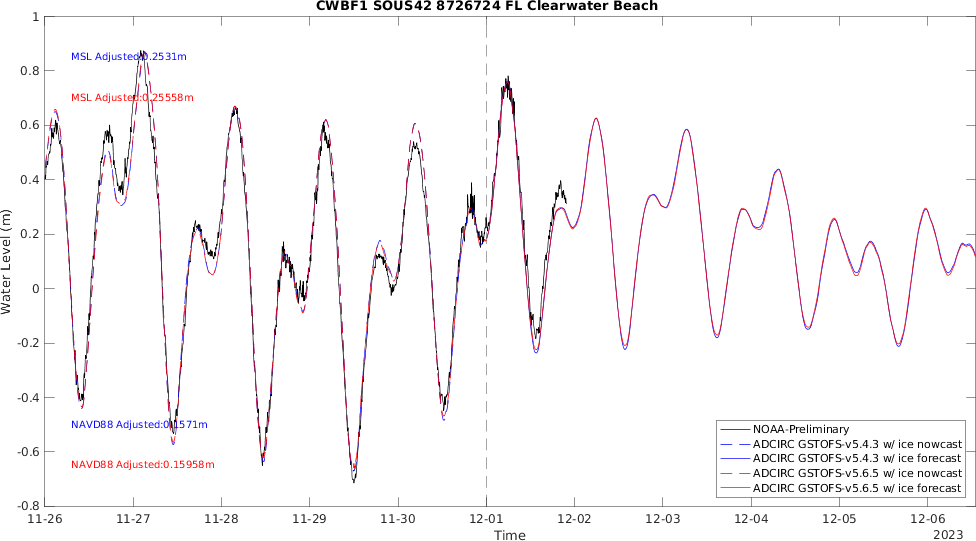 CWBF1 SOUS42 8726724 FL Clearwater Beach
1
0.8
0.6
0.4
0.2
0
-0.2
-0.4
-0.6
-0.8
Water Level (m)
MSL Adjusted:0.2531m
MSL Adjusted:0.25558m
NAVD88 Adjusted:0.1571m
NAVD88 Adjusted:0.15958m
NOAA-Preliminary
ADCIRC GSTOFS-v5.4.3 w/ ice nowcast
ADCIRC GSTOFS-v5.4.3 w/ ice forecast
ADCIRC GSTOFS-v5.6.5 w/ ice nowcast
ADCIRC GSTOFS-v5.6.5 w/ ice forecast
11-26 11-27 11-28 11-29 11-30 12-01 12-02 12-03 12-04 12-05 12-06
Time
2023